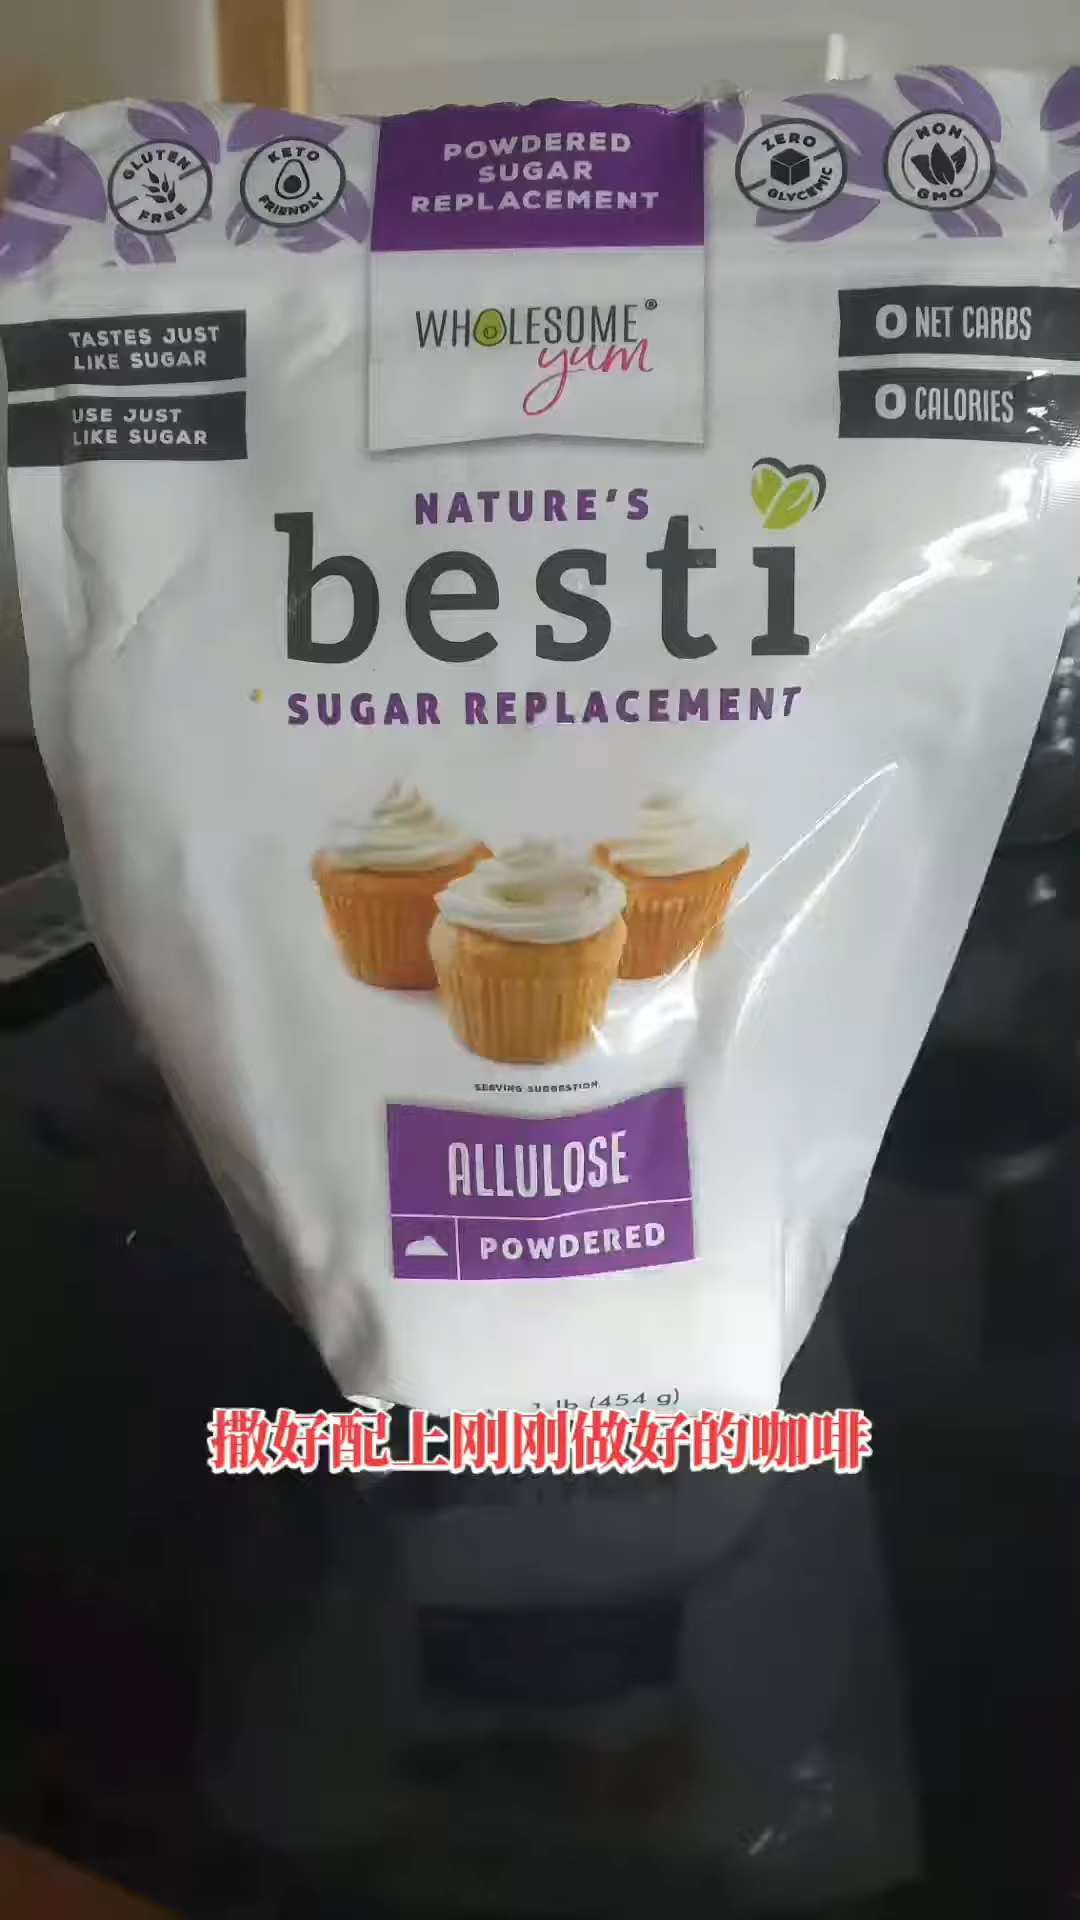 GLUTEN
FREE
KETO
FRIENDLY
POWDERED
SUGAR
REPLACEMENT
ZERO
GLYCEMIC
NON
GMO
TASTES JUST
LIKE SUGAR
USE JUST
LIKE SUGAR
WHOLESOME®
yum
0 NET CARBS
0 CALORIES
NATURE'S
besti
SUGAR REPLACEMENT
SERVING SUGGESTION
ALLULOSE
POWDERED
1 lb (454 g)
撒好配上刚刚做好的咖啡